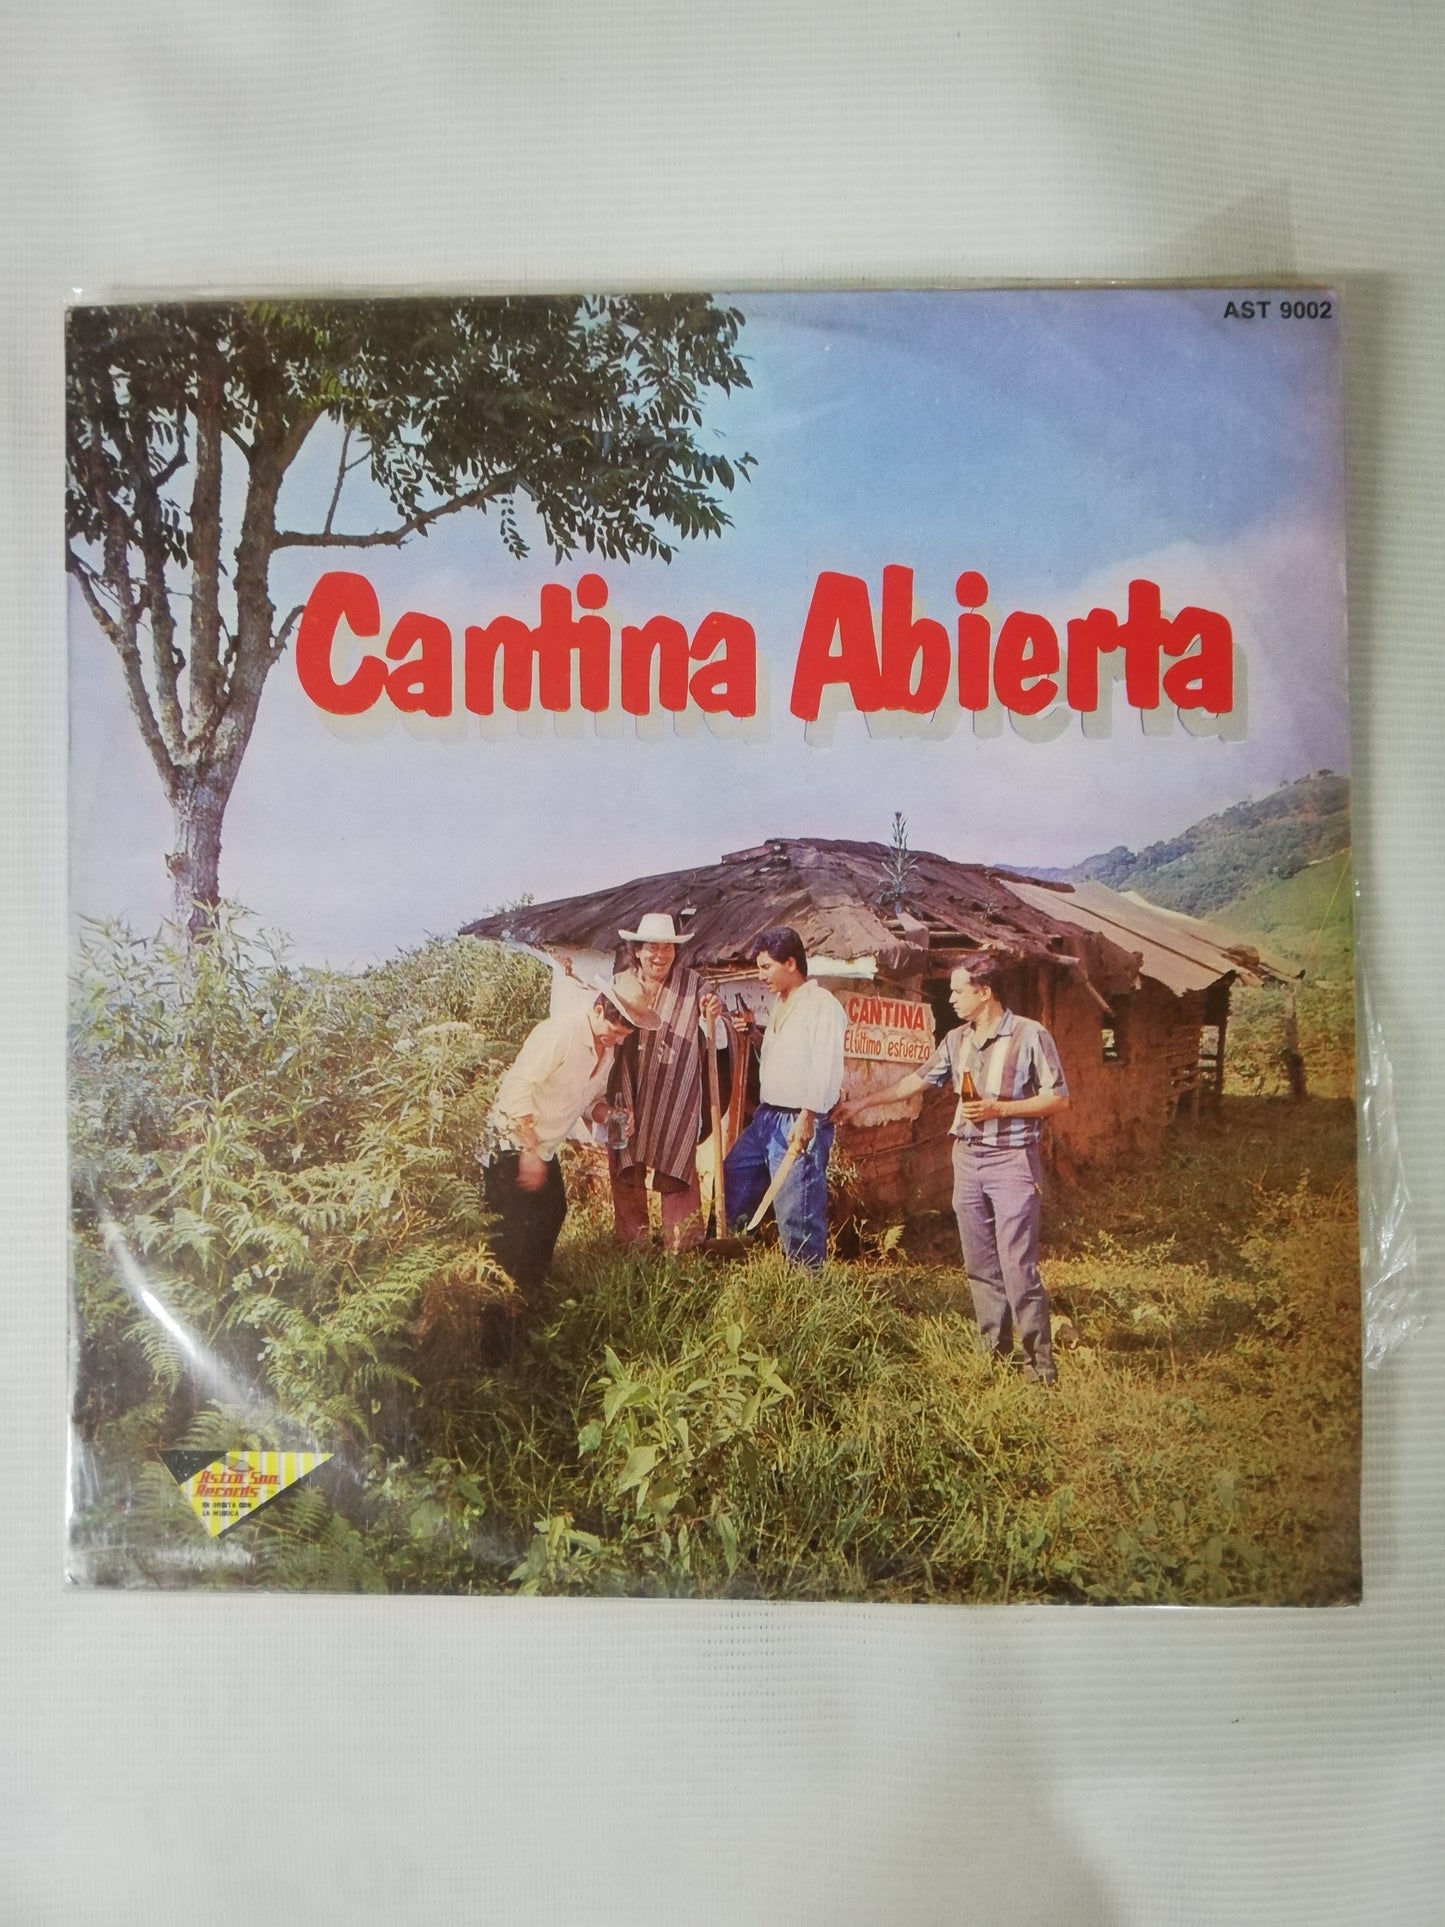 AST 9002
Cantina Abierta
CANTINA
El último esfuerzo
Astro Son
Records
EN ORBITA CON
LA MUSICA